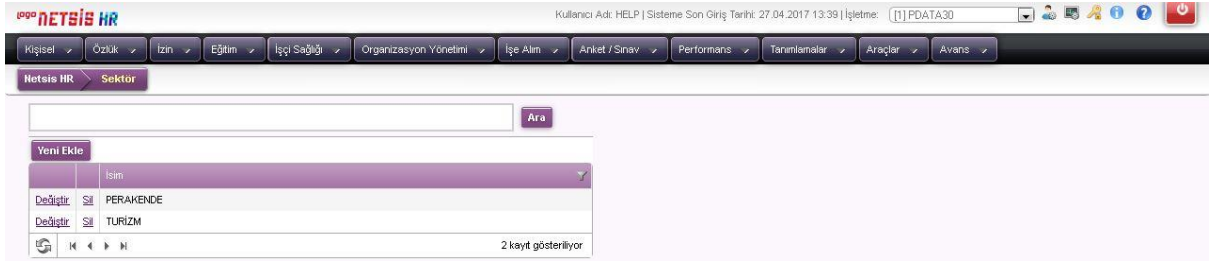 logo NETSİS HR
Kullanıcı Adı: HELP | Sisteme Son Giriş Tarihi: 27.04.2017 13:39 | İşletme: [1] PDATA30
Kişisel Özlük İzin Eğitim İşçi Sağlığı Organizasyon Yönetimi İşe Alım Anket / Sınav Performans Tanımlamalar Araçlar Avans
Netsis HR Sektör
Ara
Yeni Ekle
İsim
Değiştir Sil PERAKENDE
Değiştir Sil TURİZM
2 kayıt gösteriliyor